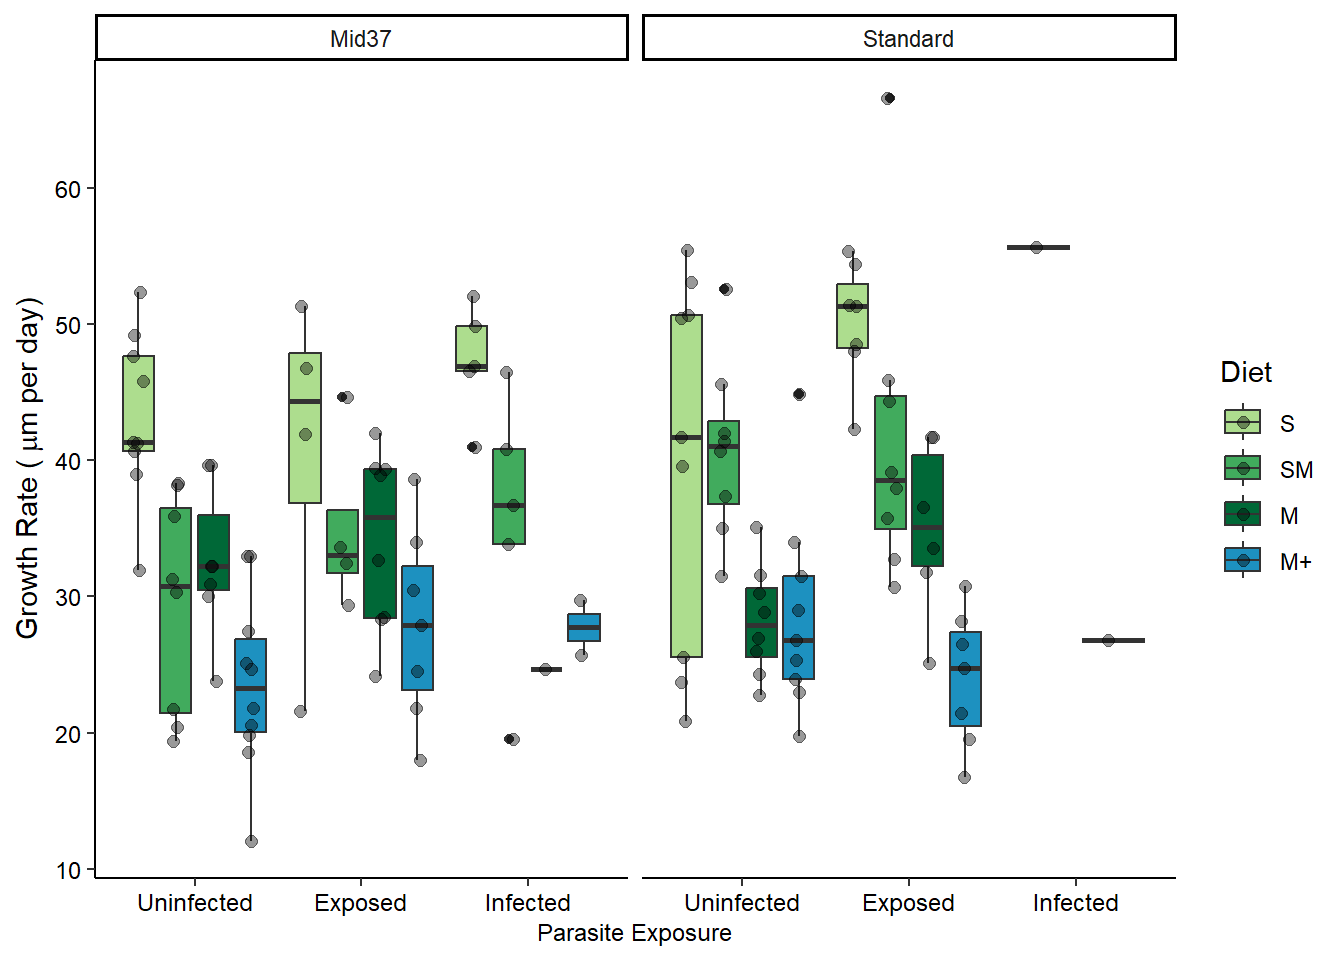 Mid37
Standard
Growth Rate ( µm per day)
60
50
40
30
20
10
Uninfected
Exposed
Infected
Uninfected
Exposed
Infected
Parasite Exposure
Diet
S
SM
M
M+